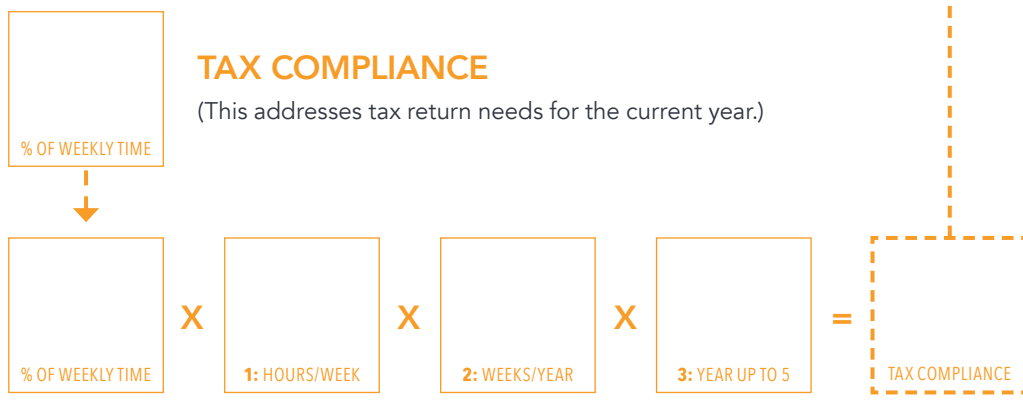 TAX COMPLIANCE
(This addresses tax return needs for the current year.)
% OF WEEKLY TIME
% OF WEEKLY TIME
X
1: HOURS/WEEK
X
2: WEEKS/YEAR
X
3: YEAR UP TO 5
=
TAX COMPLIANCE